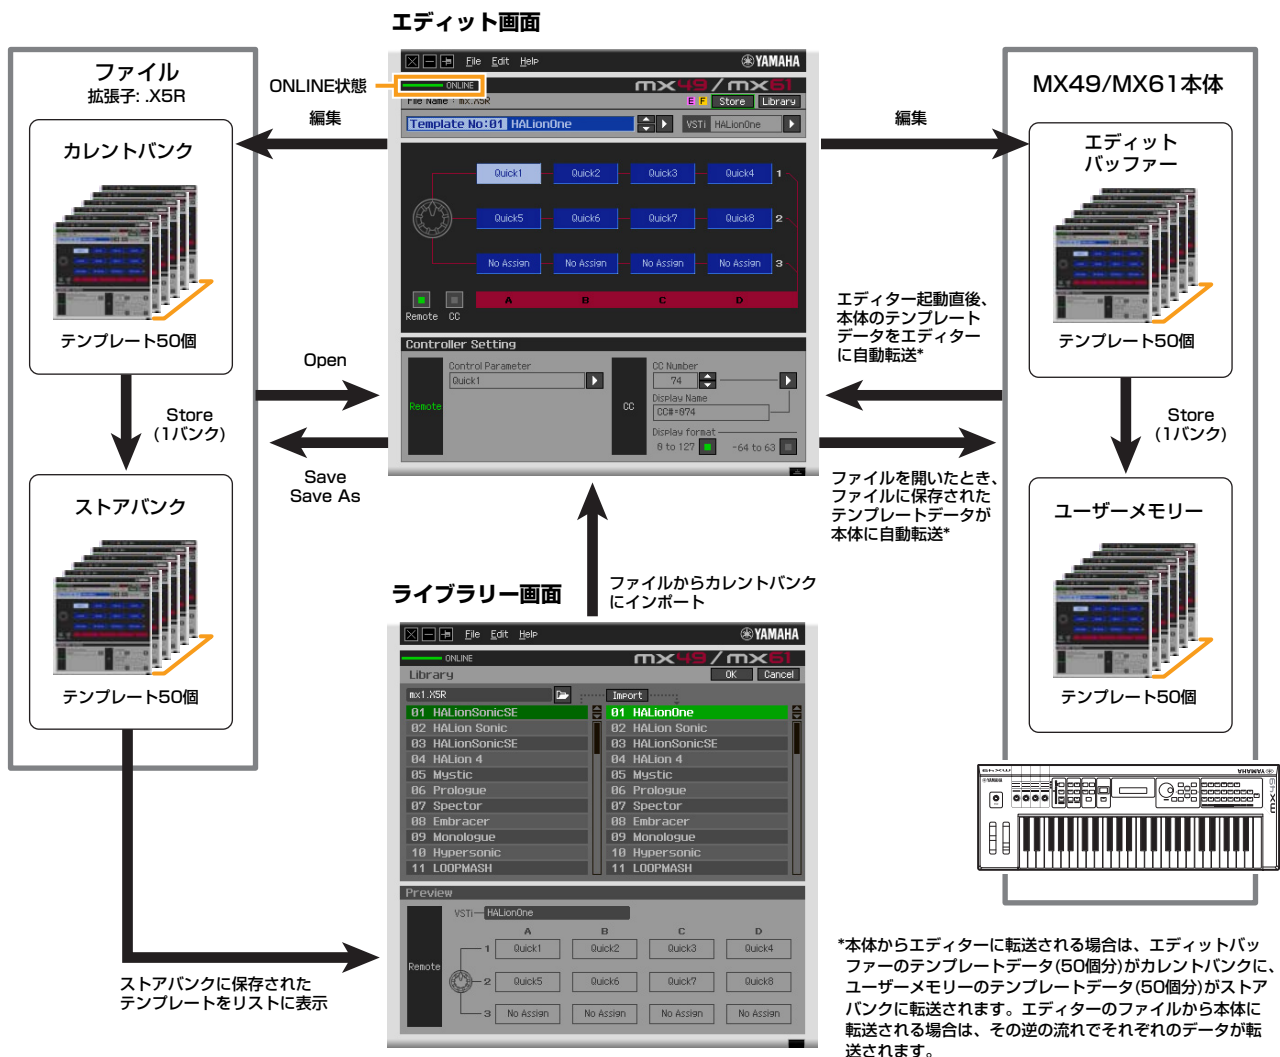 エディット画面
ファイル
拡張子: .X5R
カレントバンク
テンプレート50個
Store
(1バンク)
ストアバンク
テンプレート50個
ONLINE状態
編集
Open
Save
Save As
File Edit Help
YAMAHA
ONLINE
mx49/mx61
File Name : mx.X5R
E F Store Library
Template No:01 HALionOne
VSTi HALionOne
Quick1 Quick2 Quick3 Quick4 1
Quick5 Quick6 Quick7 Quick8 2
No Assign No Assign No Assign No Assign 3
A B C D
Remote CC
Controller Setting
Remote
Control Parameter
Quick1
CC
CC Number
74
Display Name
CC#=074
Display format
0 to 127 -64 to 63
編集
エディター起動直後、
本体のテンプレート
データをエディター
に自動転送*
ファイルを開いたとき、
ファイルに保存された
テンプレートデータが
本体に自動転送*
MX49/MX61本体
エディット
バッファー
テンプレート50個
Store
(1バンク)
ユーザーメモリー
テンプレート50個
ファイルからカレントバンク
にインポート
ライブラリー画面
File Edit Help
YAMAHA
ONLINE
mx49/mx61
Library
OK Cancel
mx1.X5R
Import
01 HALionSonicSE
02 HALion Sonic
03 HALionSonicSE
04 HALion 4
05 Mystic
06 Prologue
07 Spector
08 Embracer
09 Monologue
10 Hypersonic
11 LOOPMASH
01 HALionOne
02 HALion Sonic
03 HALionSonicSE
04 HALion 4
05 Mystic
06 Prologue
07 Spector
08 Embracer
09 Monologue
10 Hypersonic
11 LOOPMASH
Preview
Remote
VSTi HALionOne
A B C D
1 Quick1 Quick2 Quick3 Quick4
2 Quick5 Quick6 Quick7 Quick8
3 No Assign No Assign No Assign No Assign
ストアバンクに保存された
テンプレートをリストに表示
MX49
YAMAHA
YAMAHA
MX49
*本体からエディターに転送される場合は、エディットバッ
ファーのテンプレートデータ(50個分)がカレントバンクに、
ユーザーメモリーのテンプレートデータ(50個分)がストア
バンクに転送されます。エディターのファイルから本体に
転送される場合は、その逆の流れでそれぞれのデータが転
送されます。